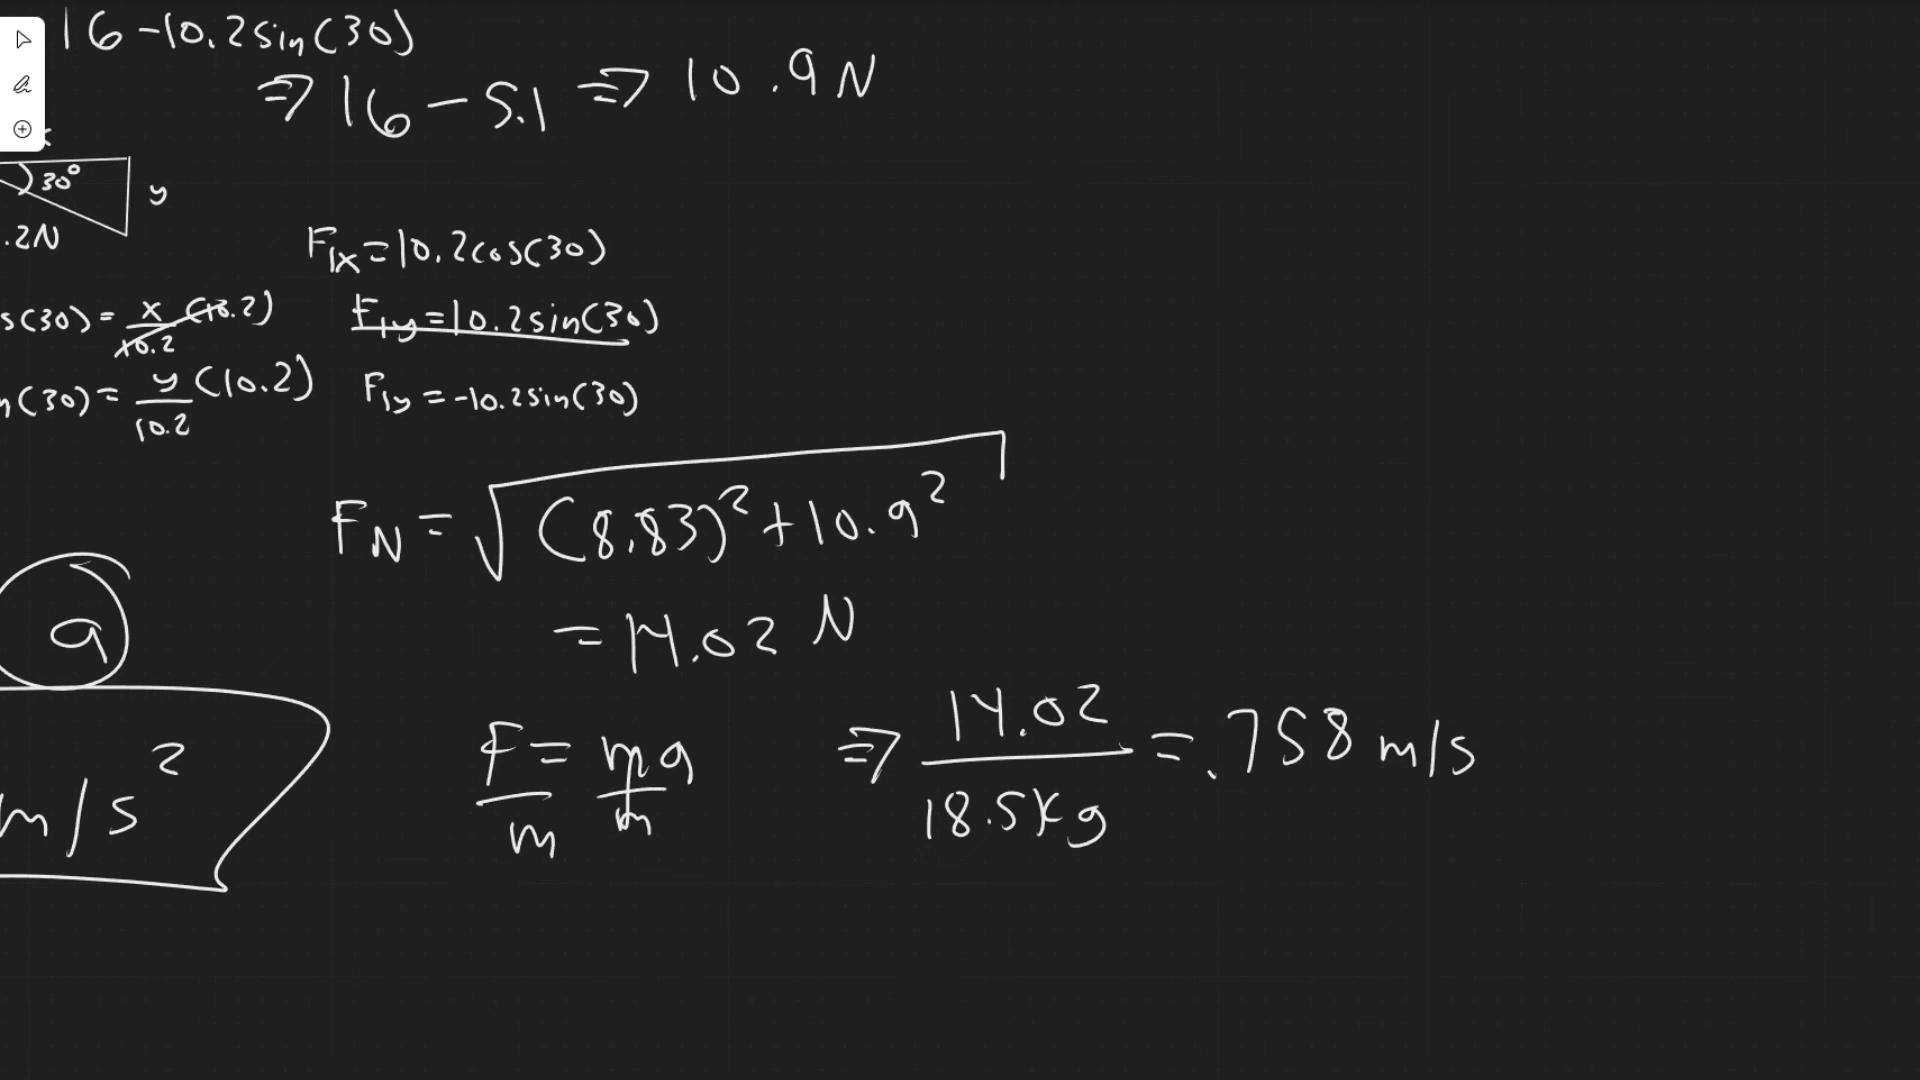 16-10.2sin(30)
⇒ 16 - 5.1 ⇒ 10.9N
30°
y
.2N
F1x=10.2cos(30)
s(30) = x/10.2 (10.2)
F1y=10.2sin(30)
n(30) = y/10.2 (10.2)
F1y = -10.2sin(30)
FN = √(8.83)²+10.9²
= 14.02 N
a
m/s²
F/m = ma/m ⇒ 14.02/18.5kg = .758 m/s